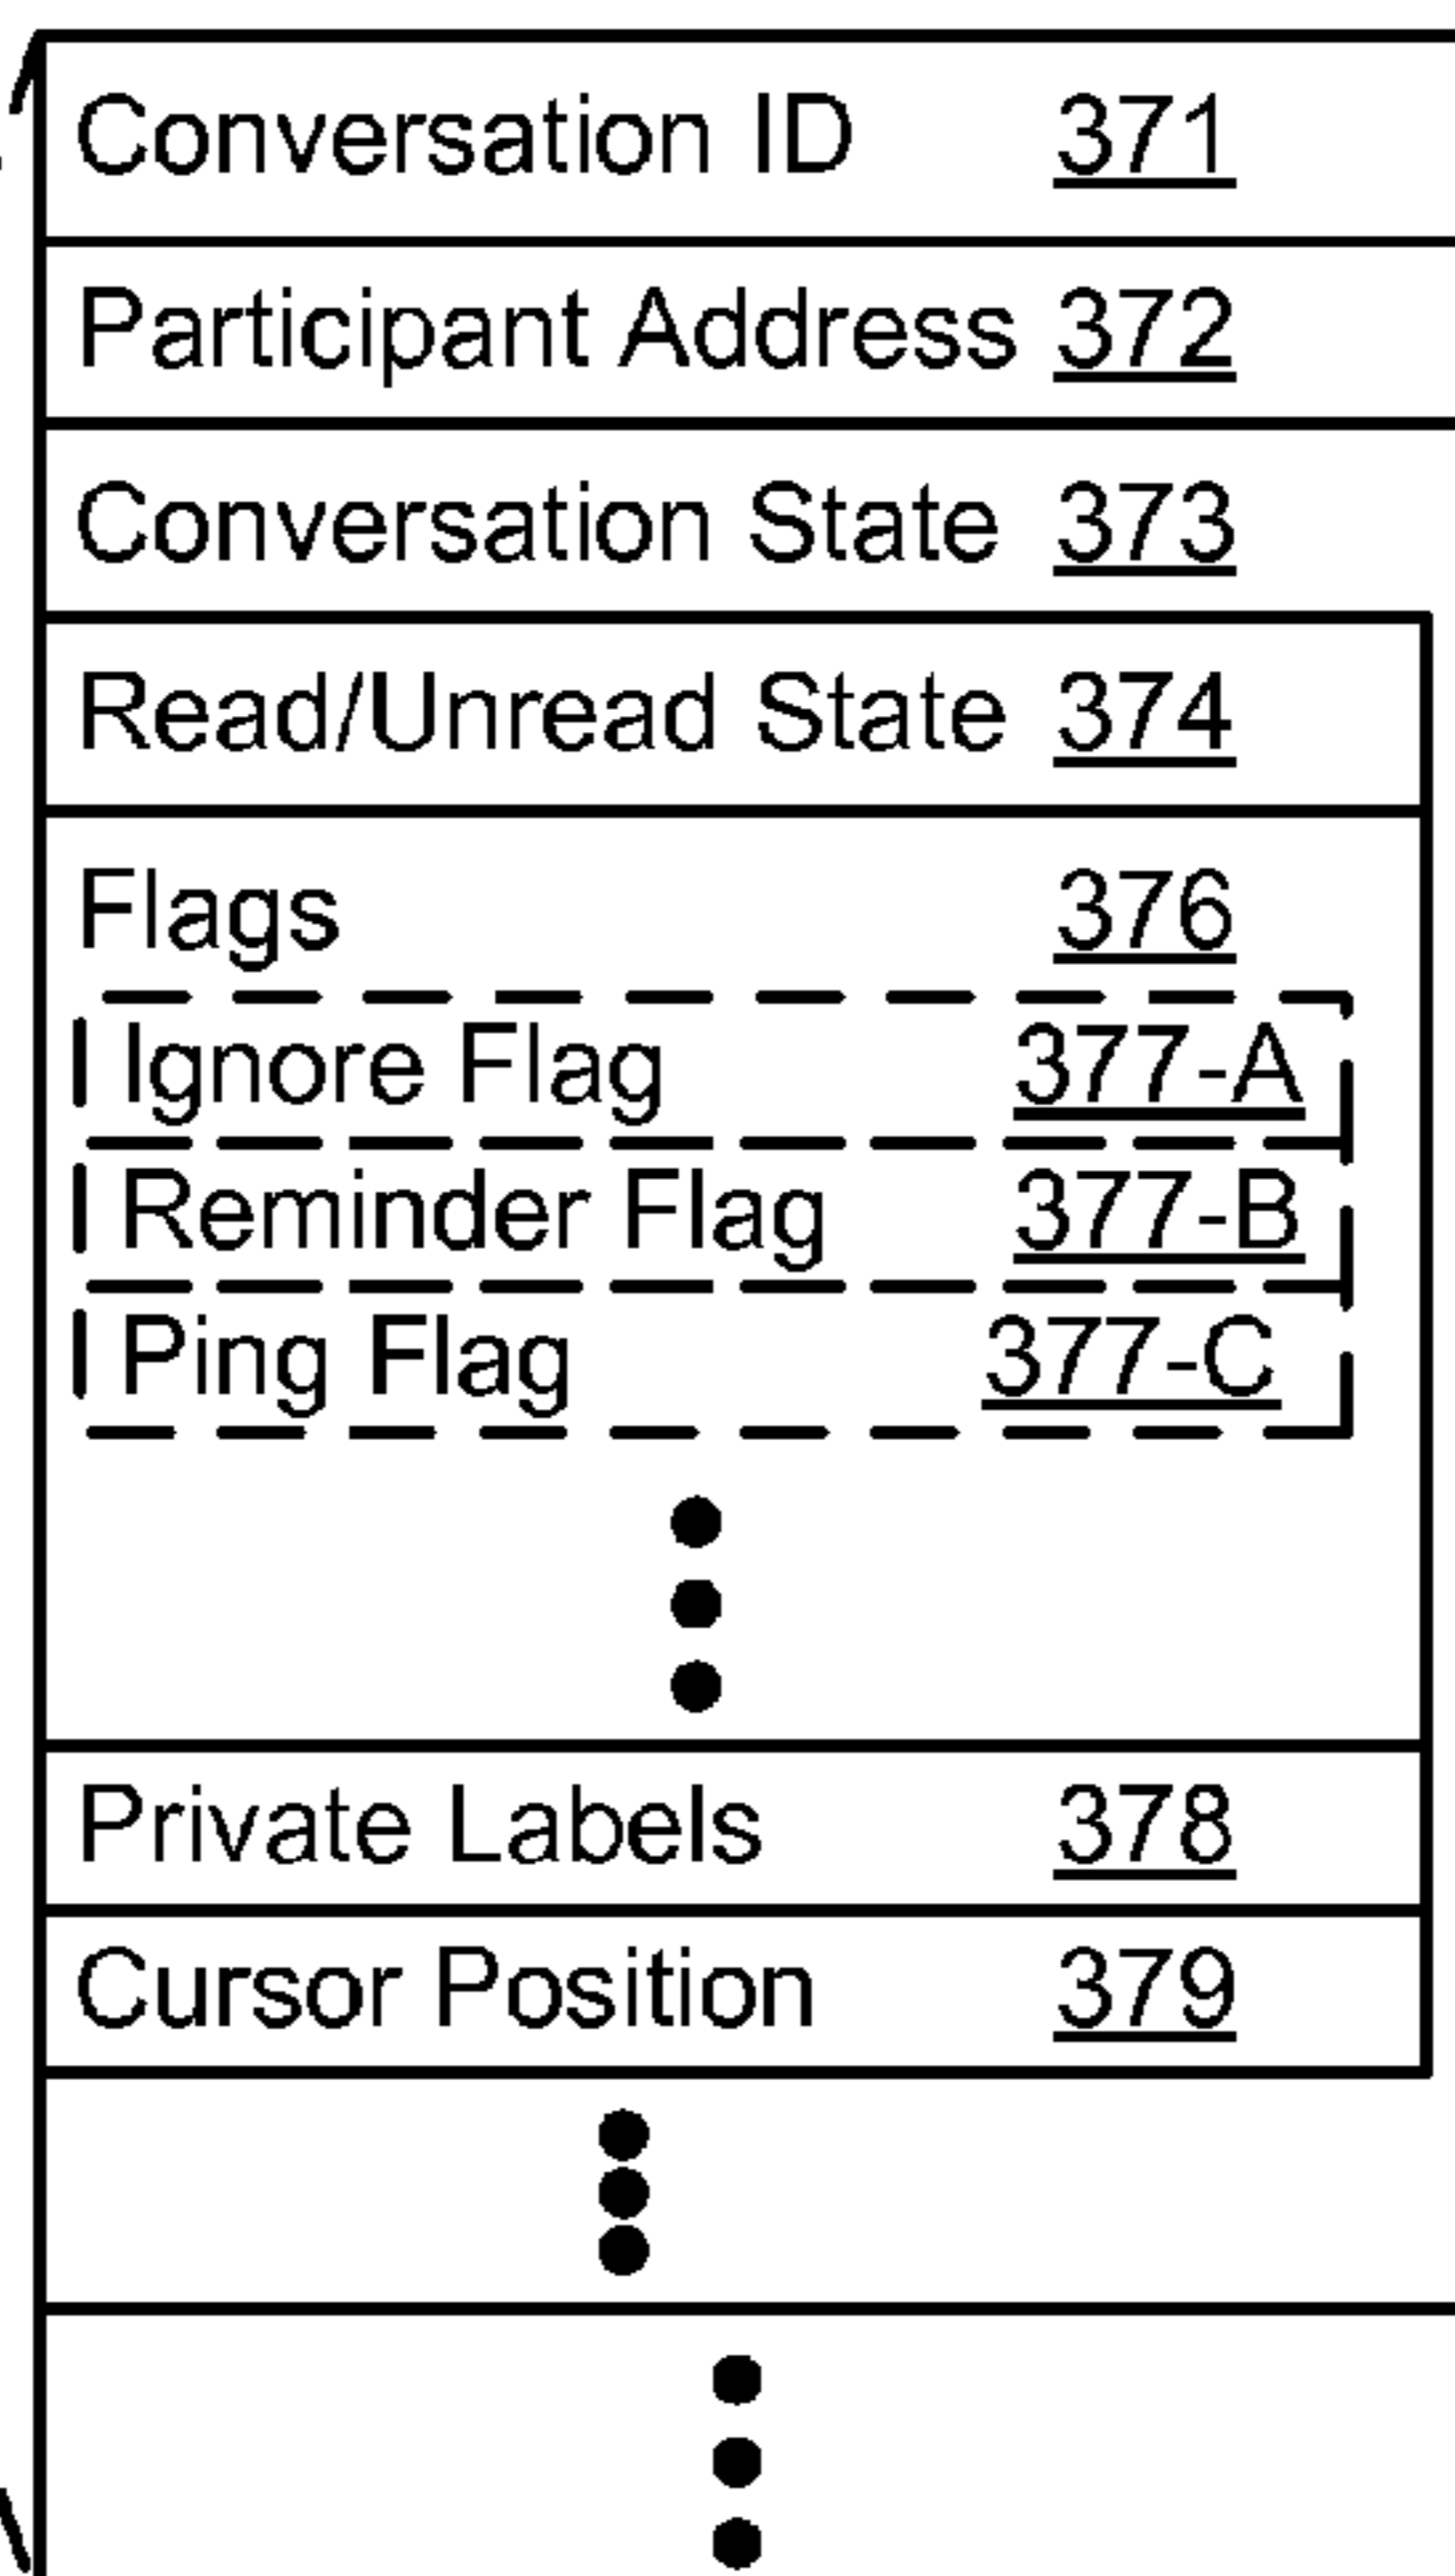 Conversation ID 371
Participant Address 372
Conversation State 373
Read/Unread State 374
Flags 376
Ignore Flag 377-A
Reminder Flag 377-B
Ping Flag 377-C
Private Labels 378
Cursor Position 379